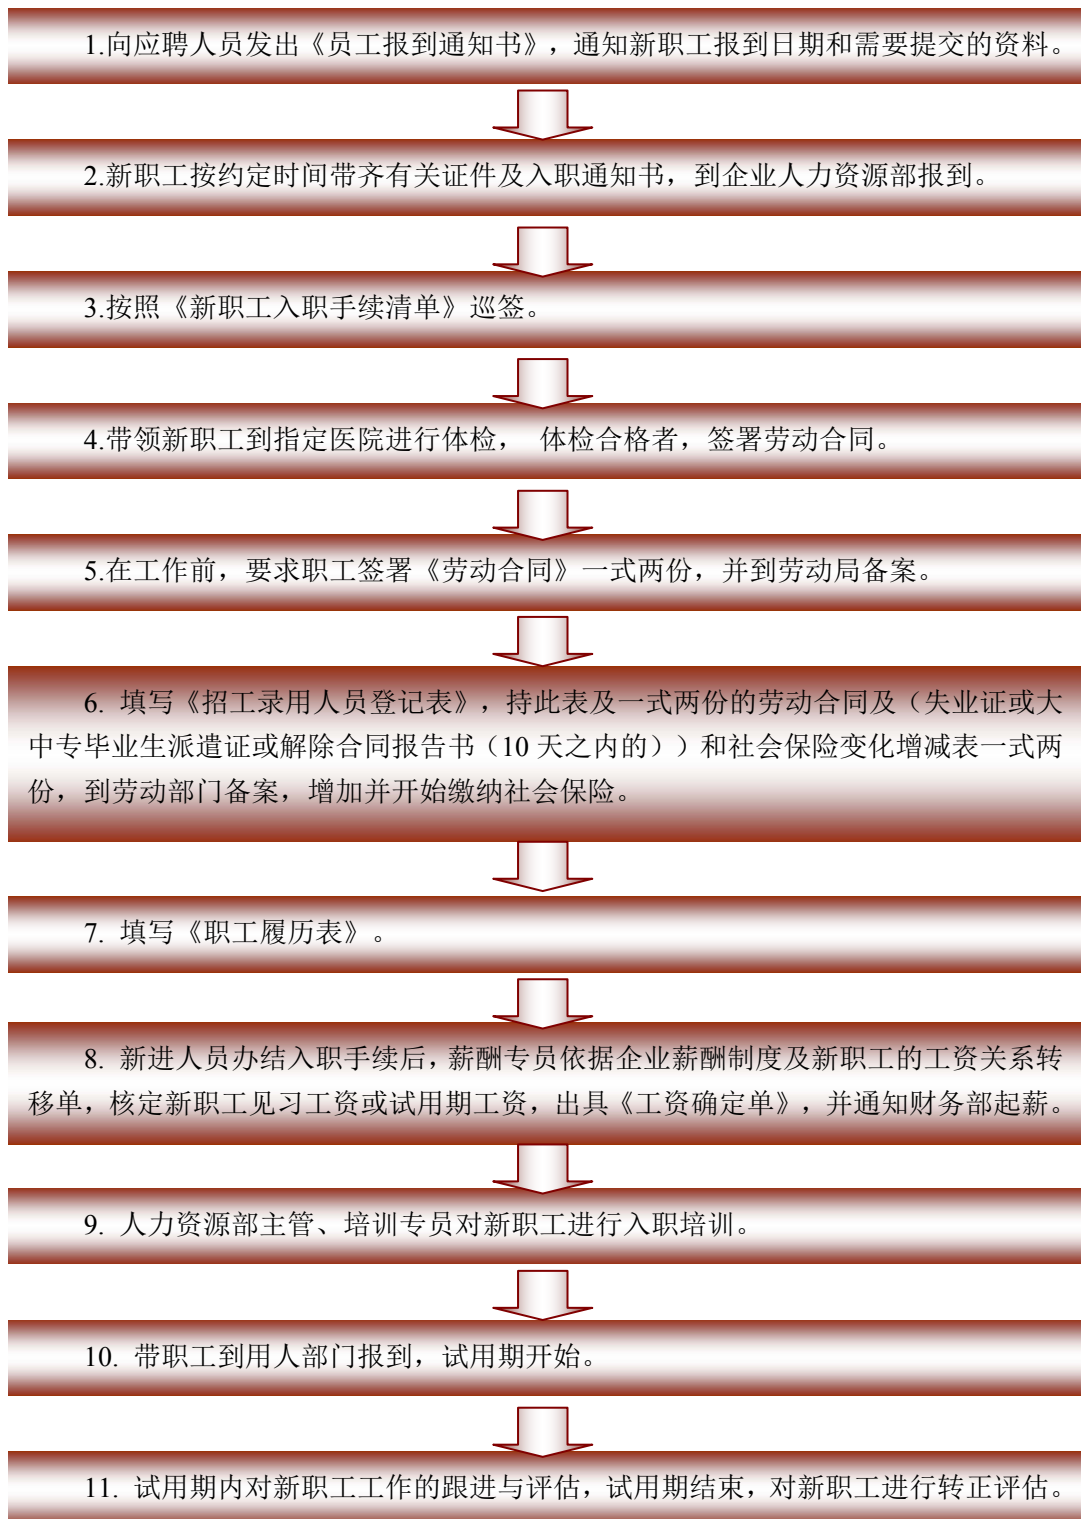 1.向应聘人员发出《员工报到通知书》，通知新职工报到日期和需要提交的资料。
2.新职工按约定时间带齐有关证件及入职通知书，到企业人力资源部报到。
3.按照《新职工入职手续清单》巡签。
4.带领新职工到指定医院进行体检， 体检合格者，签署劳动合同。
5.在工作前，要求职工签署《劳动合同》一式两份，并到劳动局备案。
6. 填写《招工录用人员登记表》，持此表及一式两份的劳动合同及（失业证或大
中专毕业生派遣证或解除合同报告书（10 天之内的））和社会保险变化增减表一式两
份，到劳动部门备案，增加并开始缴纳社会保险。
7. 填写《职工履历表》。
8. 新进人员办结入职手续后，薪酬专员依据企业薪酬制度及新职工的工资关系转
移单，核定新职工见习工资或试用期工资，出具《工资确定单》，并通知财务部起薪。
9. 人力资源部主管、培训专员对新职工进行入职培训。
10. 带职工到用人部门报到，试用期开始。
11. 试用期内对新职工工作的跟进与评估，试用期结束，对新职工进行转正评估。